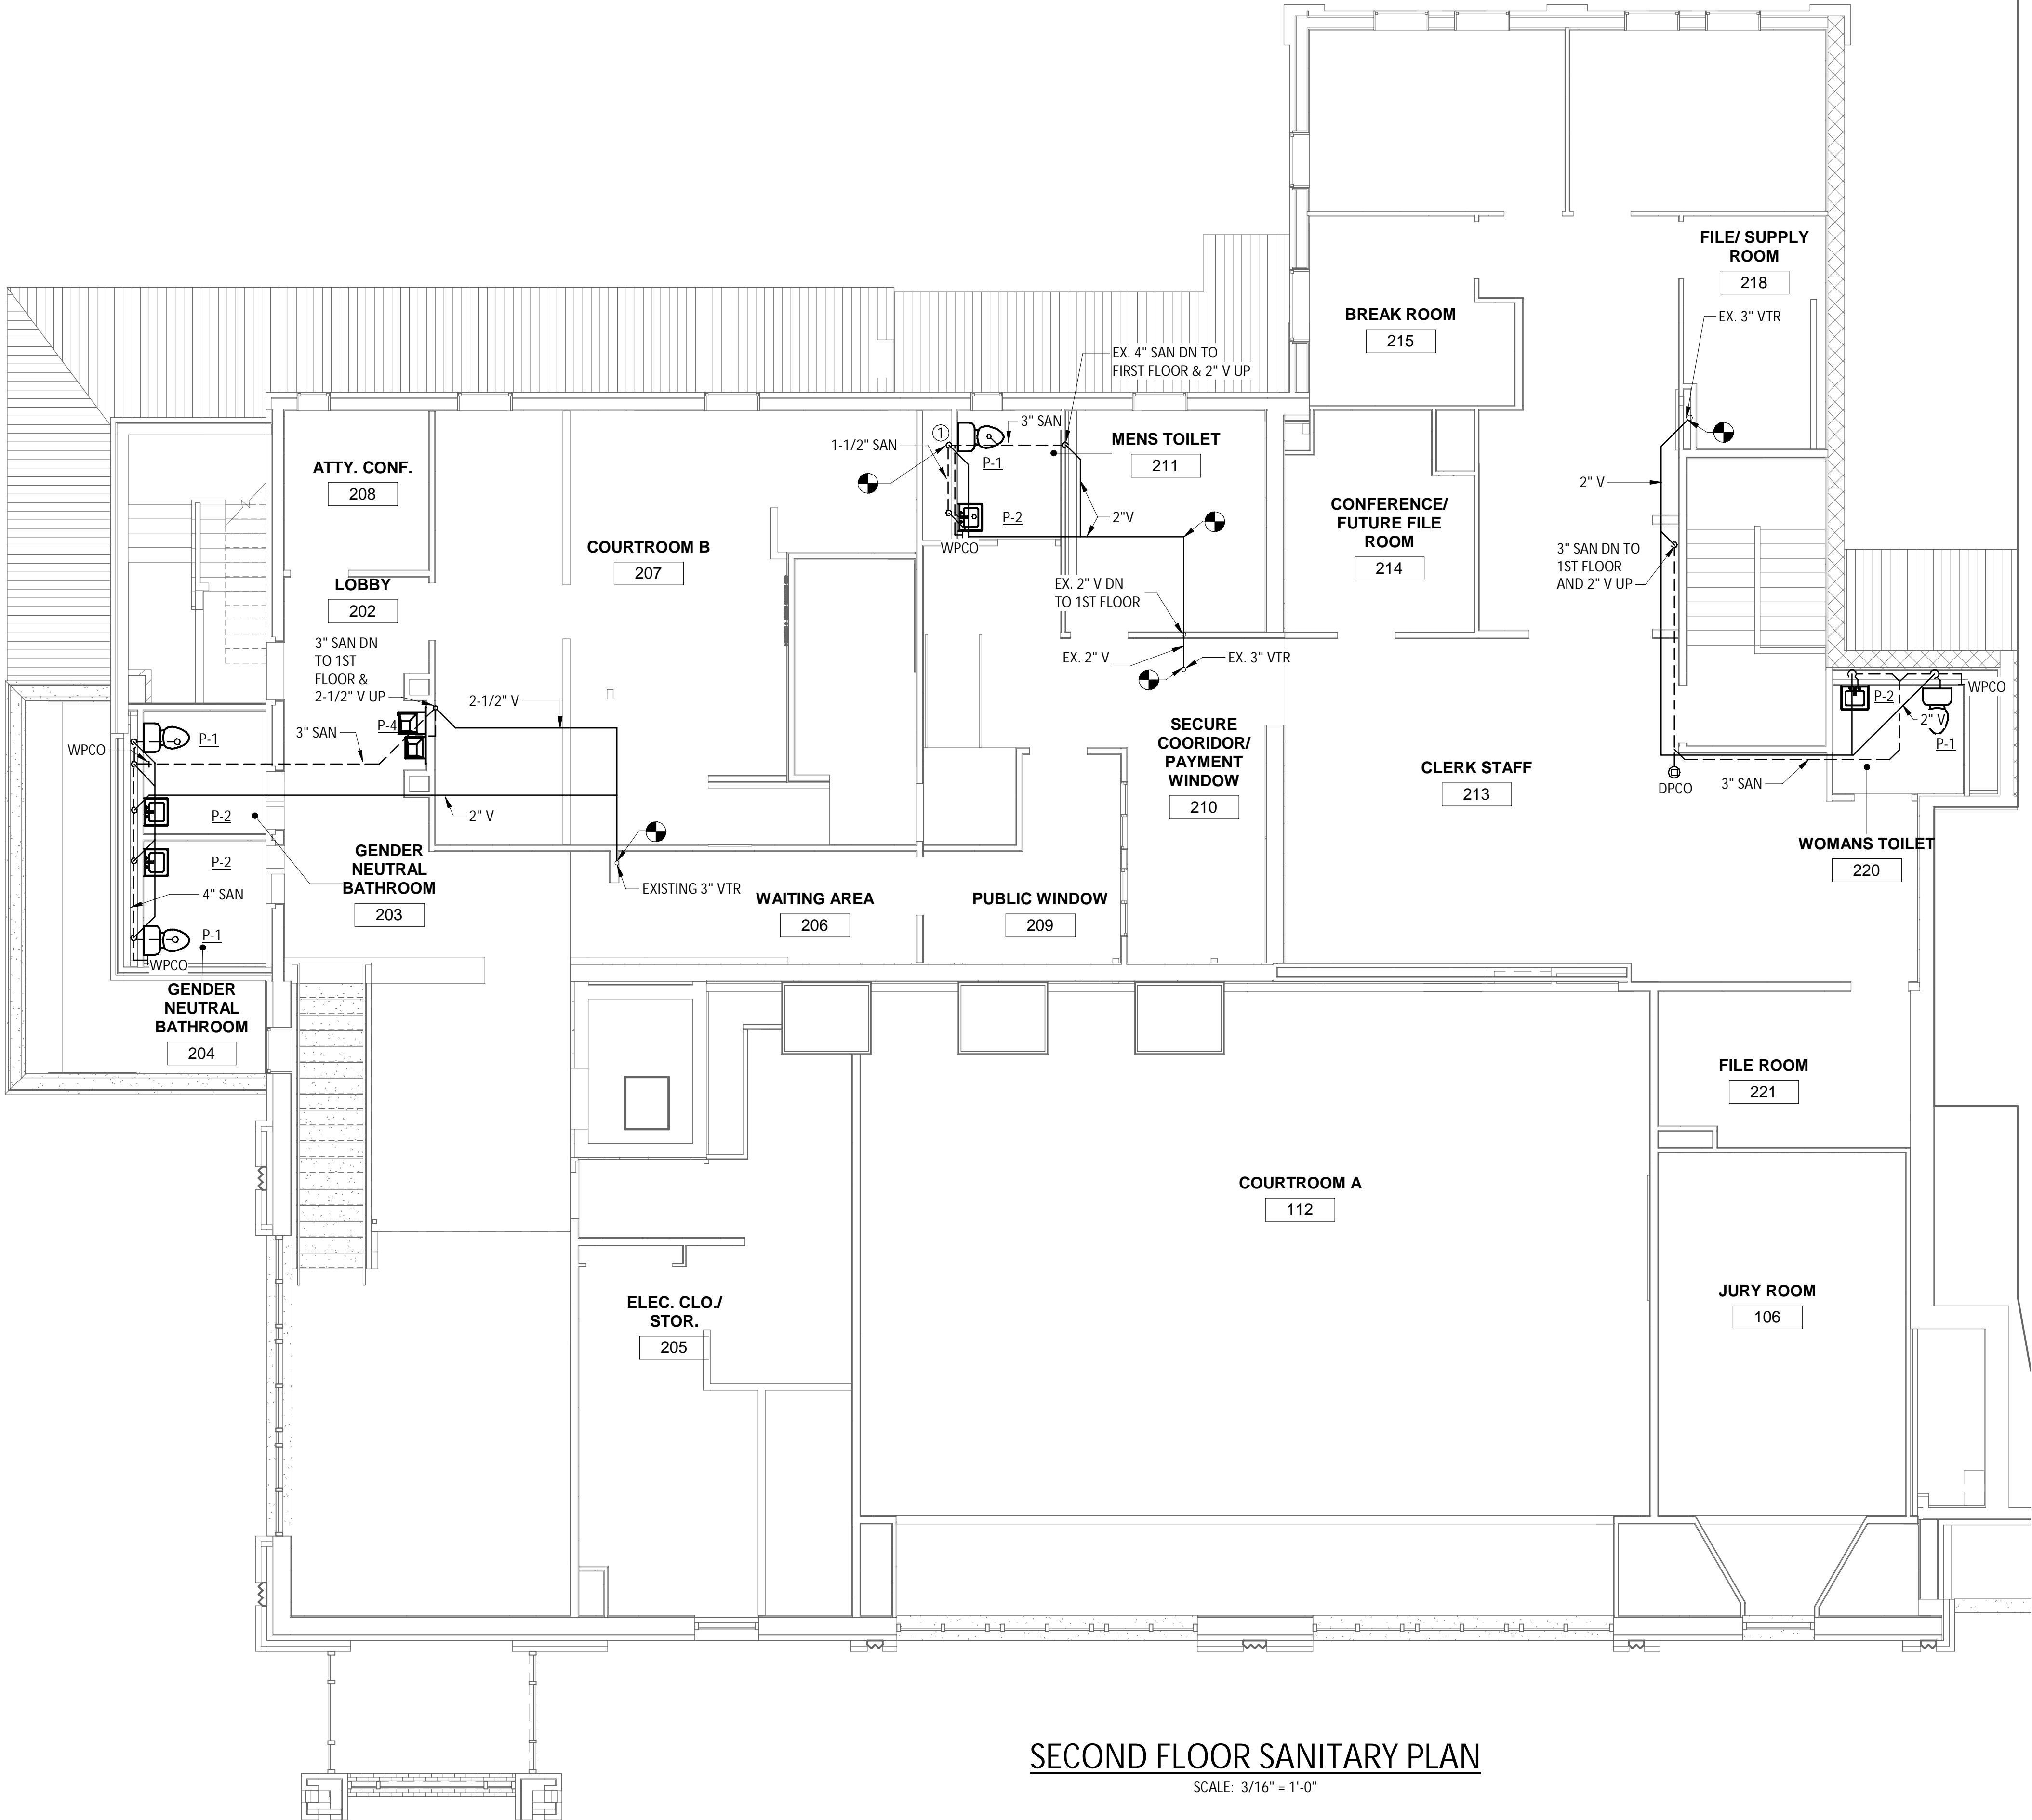 FILE/ SUPPLY
ROOM
218
EX. 3" VTR
BREAK ROOM
215
EX. 4" SAN DN TO
FIRST FLOOR & 2" V UP
1
3" SAN
1-1/2" SAN
P-1
MENS TOILET
211
ATTY. CONF.
208
2" V
P-2
2"V
WPCO
CONFERENCE/
FUTURE FILE
ROOM
214
COURTROOM B
207
3" SAN DN TO
1ST FLOOR
AND 2" V UP
LOBBY
202
EX. 2" V DN
TO 1ST FLOOR
3" SAN DN
TO 1ST
FLOOR &
2-1/2" V UP
EX. 2" V
EX. 3" VTR
2-1/2" V
P-4
3" SAN
WPCO
P-1
P-2
WPCO
2" V
P-1
SECURE
COORIDOR/
PAYMENT
WINDOW
210
CLERK STAFF
213
DPCO
3" SAN
P-2
2" V
WOMANS TOILET
220
GENDER
NEUTRAL
BATHROOM
203
P-2
4" SAN
EXISTING 3" VTR
WAITING AREA
206
PUBLIC WINDOW
209
P-1
WPCO
GENDER
NEUTRAL
BATHROOM
204
FILE ROOM
221
COURTROOM A
112
JURY ROOM
106
ELEC. CLO./
STOR.
205
SECOND FLOOR SANITARY PLAN
SCALE: 3/16" = 1'-0"